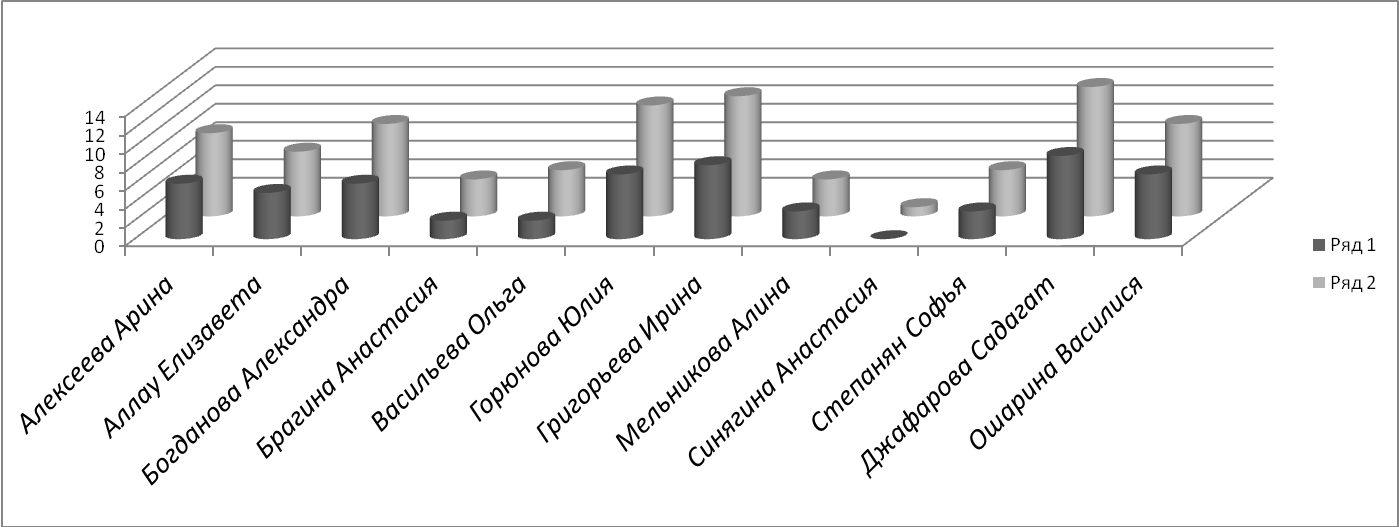 14
12
10
8
6
4
2
0
Алексеева Арина
Аллау Елизавета
Богданова Александра
Брагина Анастасия
Васильева Ольга
Горюнова Юлия
Григорьева Ирина
Мельникова Алина
Синягина Анастасия
Степанян Софья
Джафарова Садагат
Ошарина Василися
Ряд 1
Ряд 2